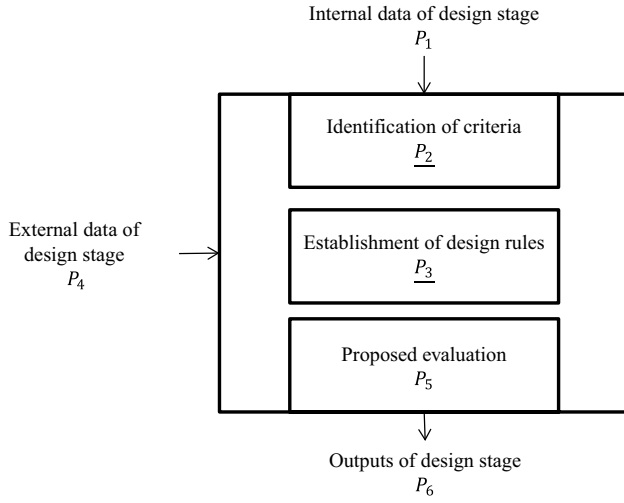 Internal data of design stage
P₁
Identification of criteria
P₂
External data of
design stage
P₄
Establishment of design rules
P₃
Proposed evaluation
P₅
Outputs of design stage
P₆